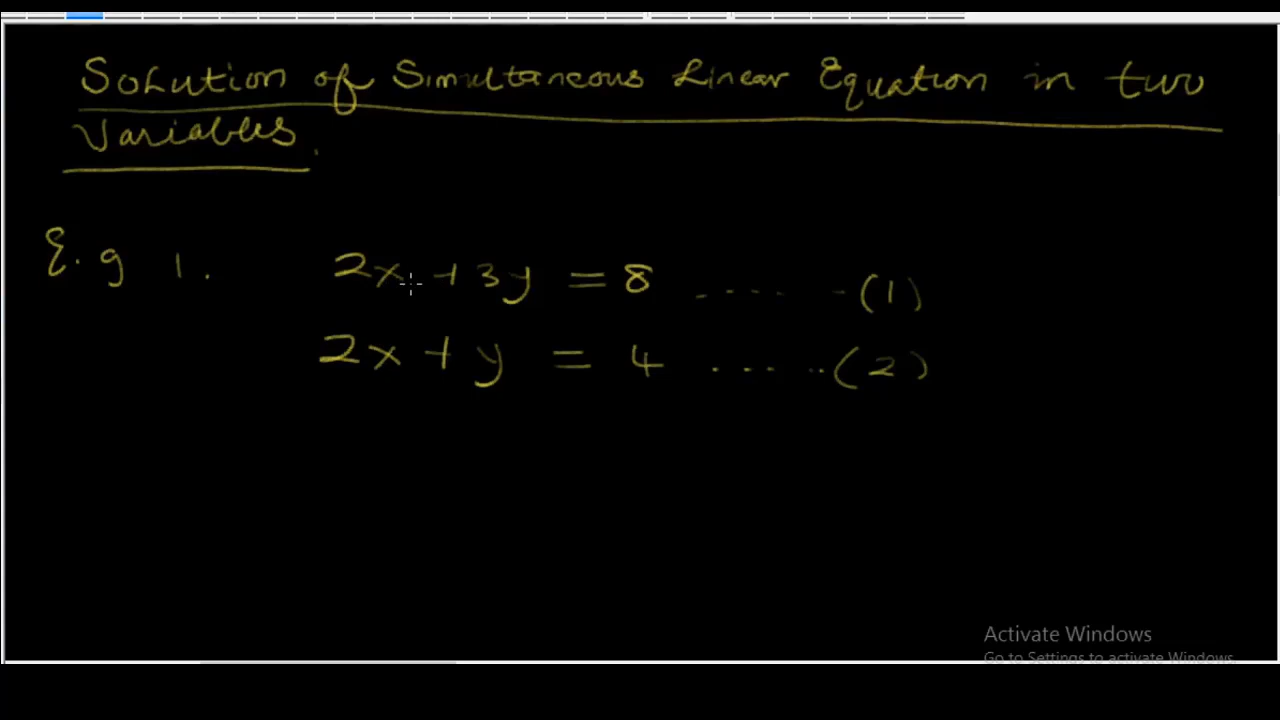 Solution of Simultaneous Linear Equation in two
Variables.
E.g 1. 2x + 3y = 8 ....... (1)
2x + y = 4 ...... (2)
Activate Windows
Go to Settings to activate Windows.